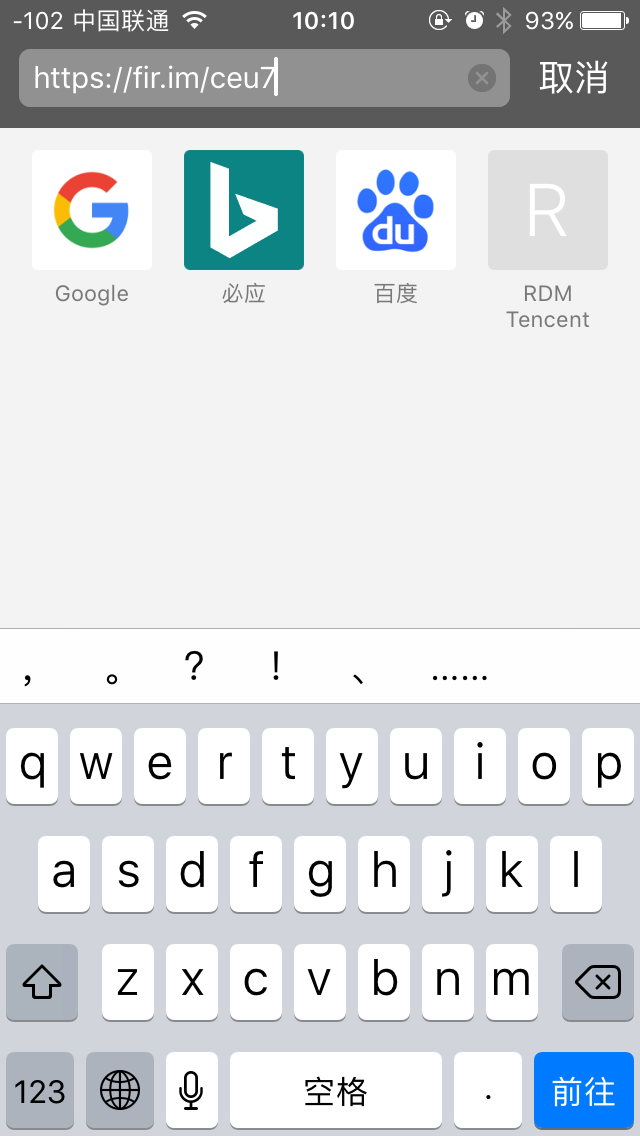 -102 中国联通 10:10 93%
https://fir.im/ceu7 取消
R
du
Google 必应 百度 RDM Tencent
， 。 ? ! 、 ……
q w e r t y u i o p
a s d f g h j k l
z x c v b n m
123 空格 . 前往